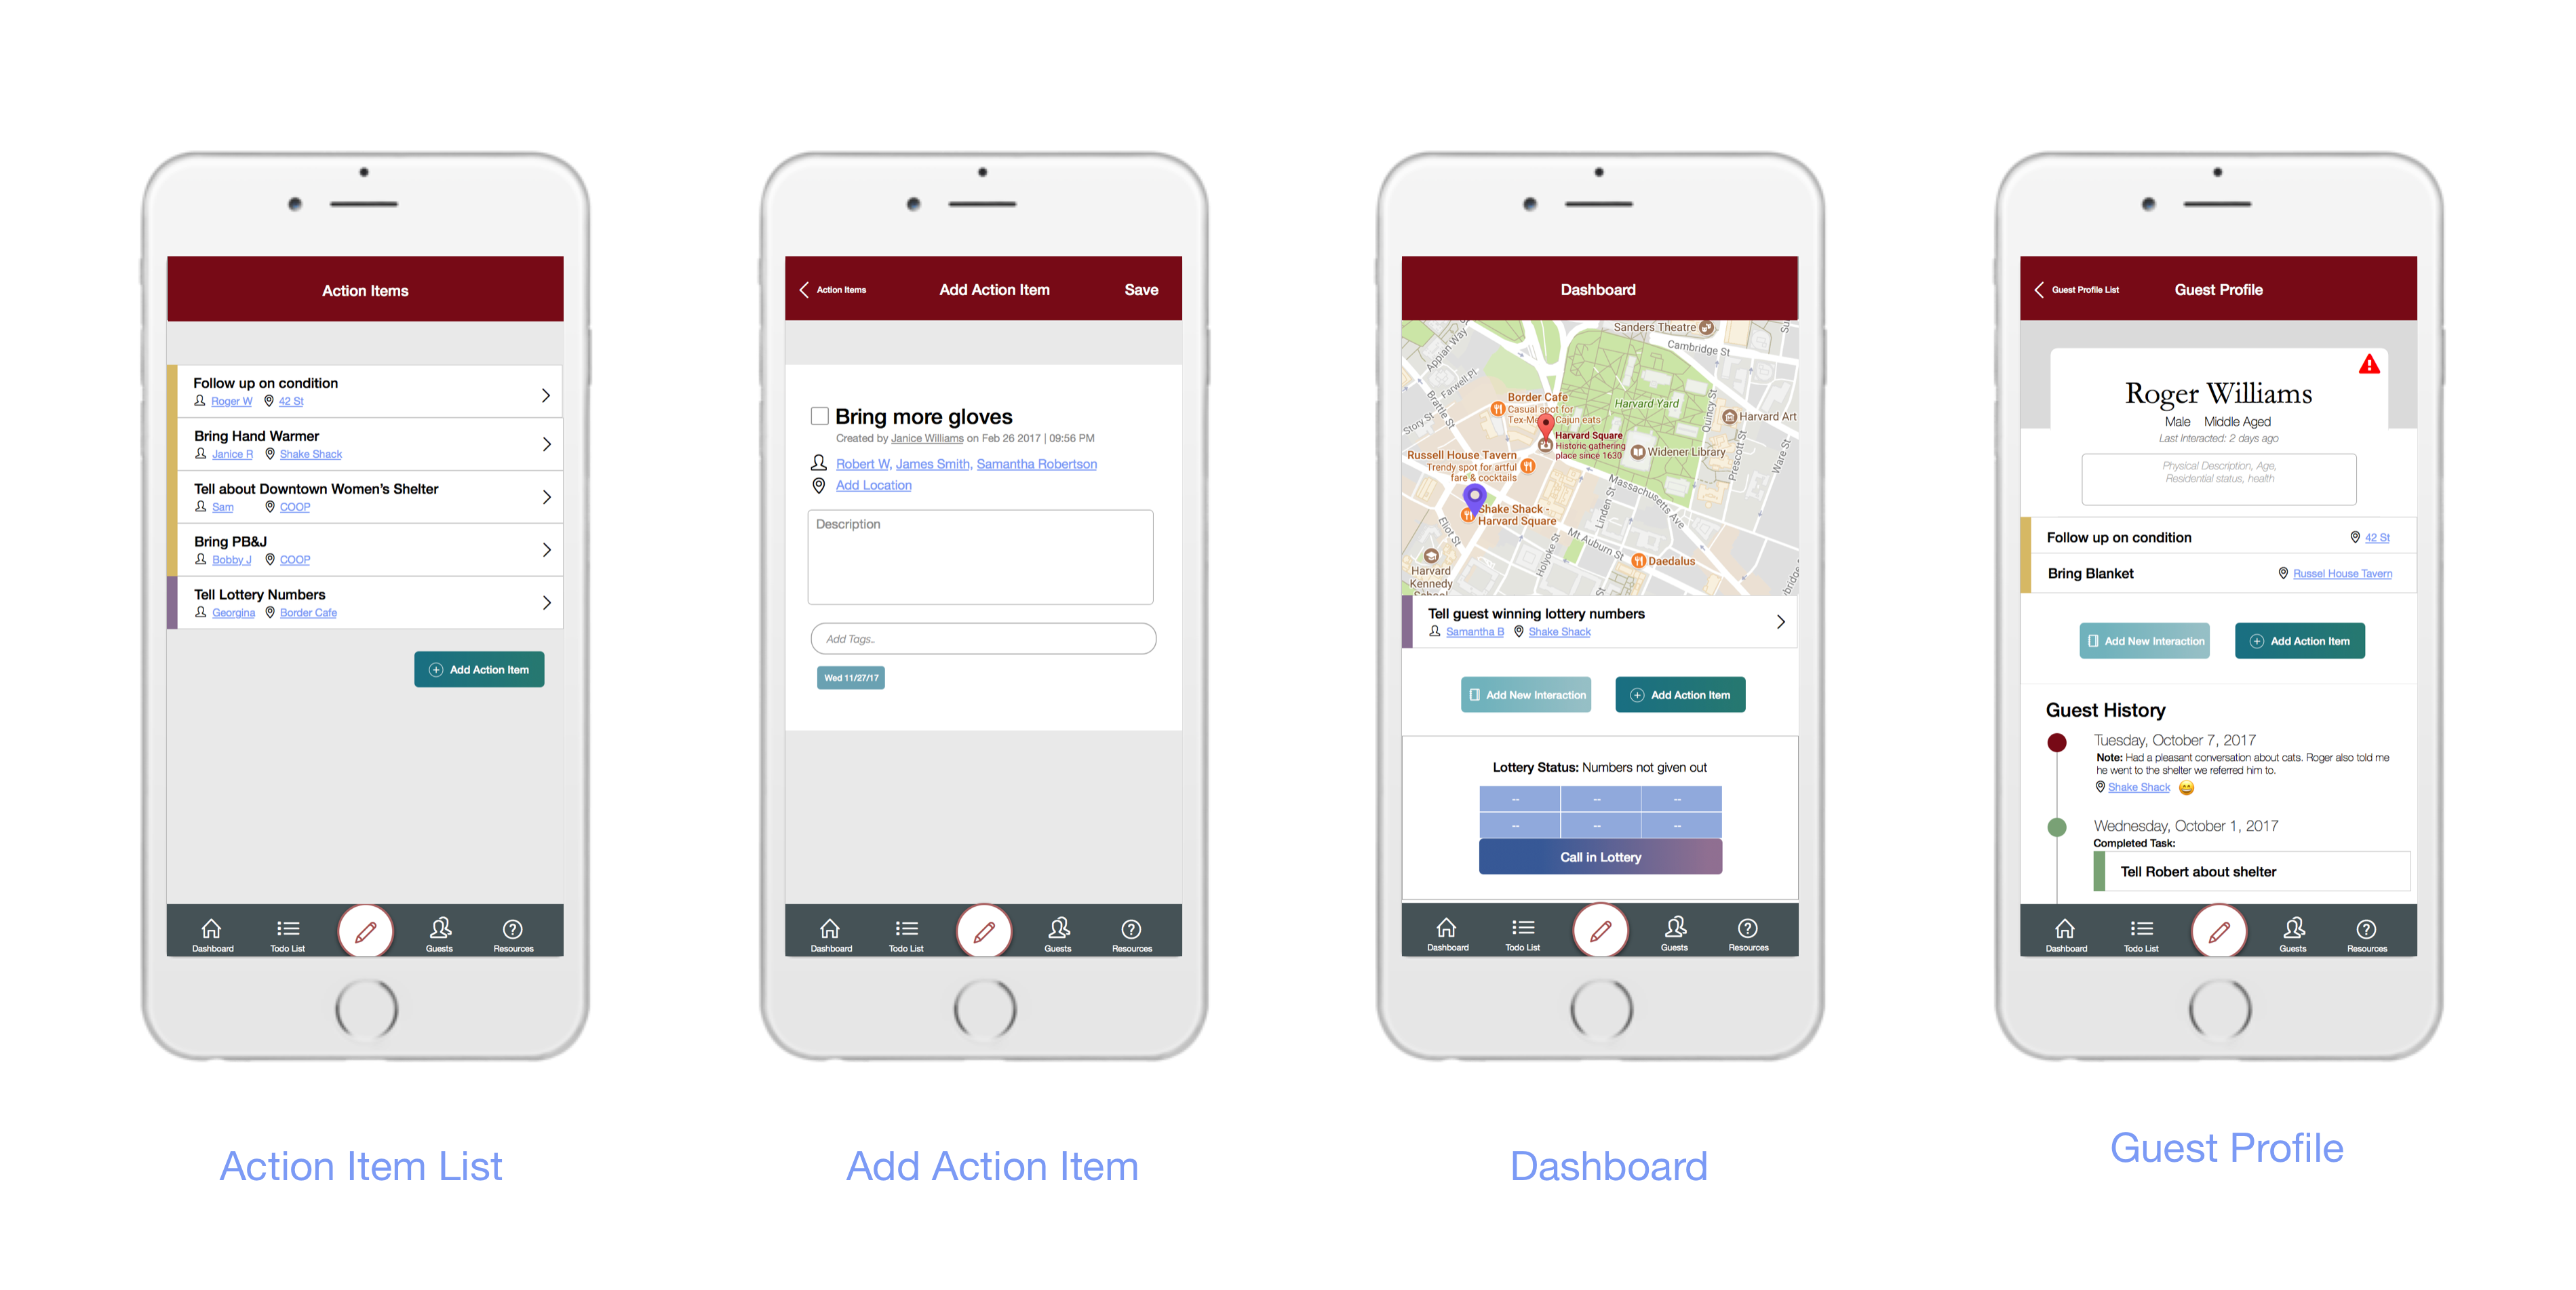 Action Items
Follow up on condition
Roger W 42 St
Bring Hand Warmer
Janice R Shake Shack
Tell about Downtown Women's Shelter
Sam COOP
Bring PB&J
Bobby J COOP
Tell Lottery Numbers
Georgina Border Cafe
Add Action Item
Dashboard Todo List Guests Resources
Action Item List
Action Items Add Action Item Save
Bring more gloves
Created by Janice Williams on Feb 26 2017 | 09:56 PM
Robert W, James Smith, Samantha Robertson
Add Location
Description
Add Tags..
Wed 11/27/17
Dashboard Todo List Guests Resources
Add Action Item
Dashboard
Sanders Theatre
Cambridge St
Appian Way
Farwell Pl
Brattle St
Story St
Border Cafe
Casual spot for
Tex-Me Cajun eats
Harvard Yard
Quincy St
Harvard Art
Harvard Square
Historic gathering
place since 1630
Widener Library
Prescott St
Ware St
Russell House Tavern
Trendy spot for artful
fare & cocktails
Massachusetts Ave
Shake Shack -
Harvard Square
Linden St
Eliot St
Mt Auburn St
Holyoke St
Daedalus
Harvard
Kennedy
School
Tell guest winning lottery numbers
Samantha B Shake Shack
Add New Interaction Add Action Item
Lottery Status: Numbers not given out
-- -- --
-- -- --
Call in Lottery
Dashboard Todo List Guests Resources
Dashboard
Guest Profile List Guest Profile
Roger Williams
Male Middle Aged
Last Interacted: 2 days ago
Physical Description, Age,
Residential status, health
Follow up on condition 42 St
Bring Blanket Russel House Tavern
Add New Interaction Add Action Item
Guest History
Tuesday, October 7, 2017
Note: Had a pleasant conversation about cats. Roger also told me
he went to the shelter we referred him to.
Shake Shack
Wednesday, October 1, 2017
Completed Task:
Tell Robert about shelter
Dashboard Todo List Guests Resources
Guest Profile